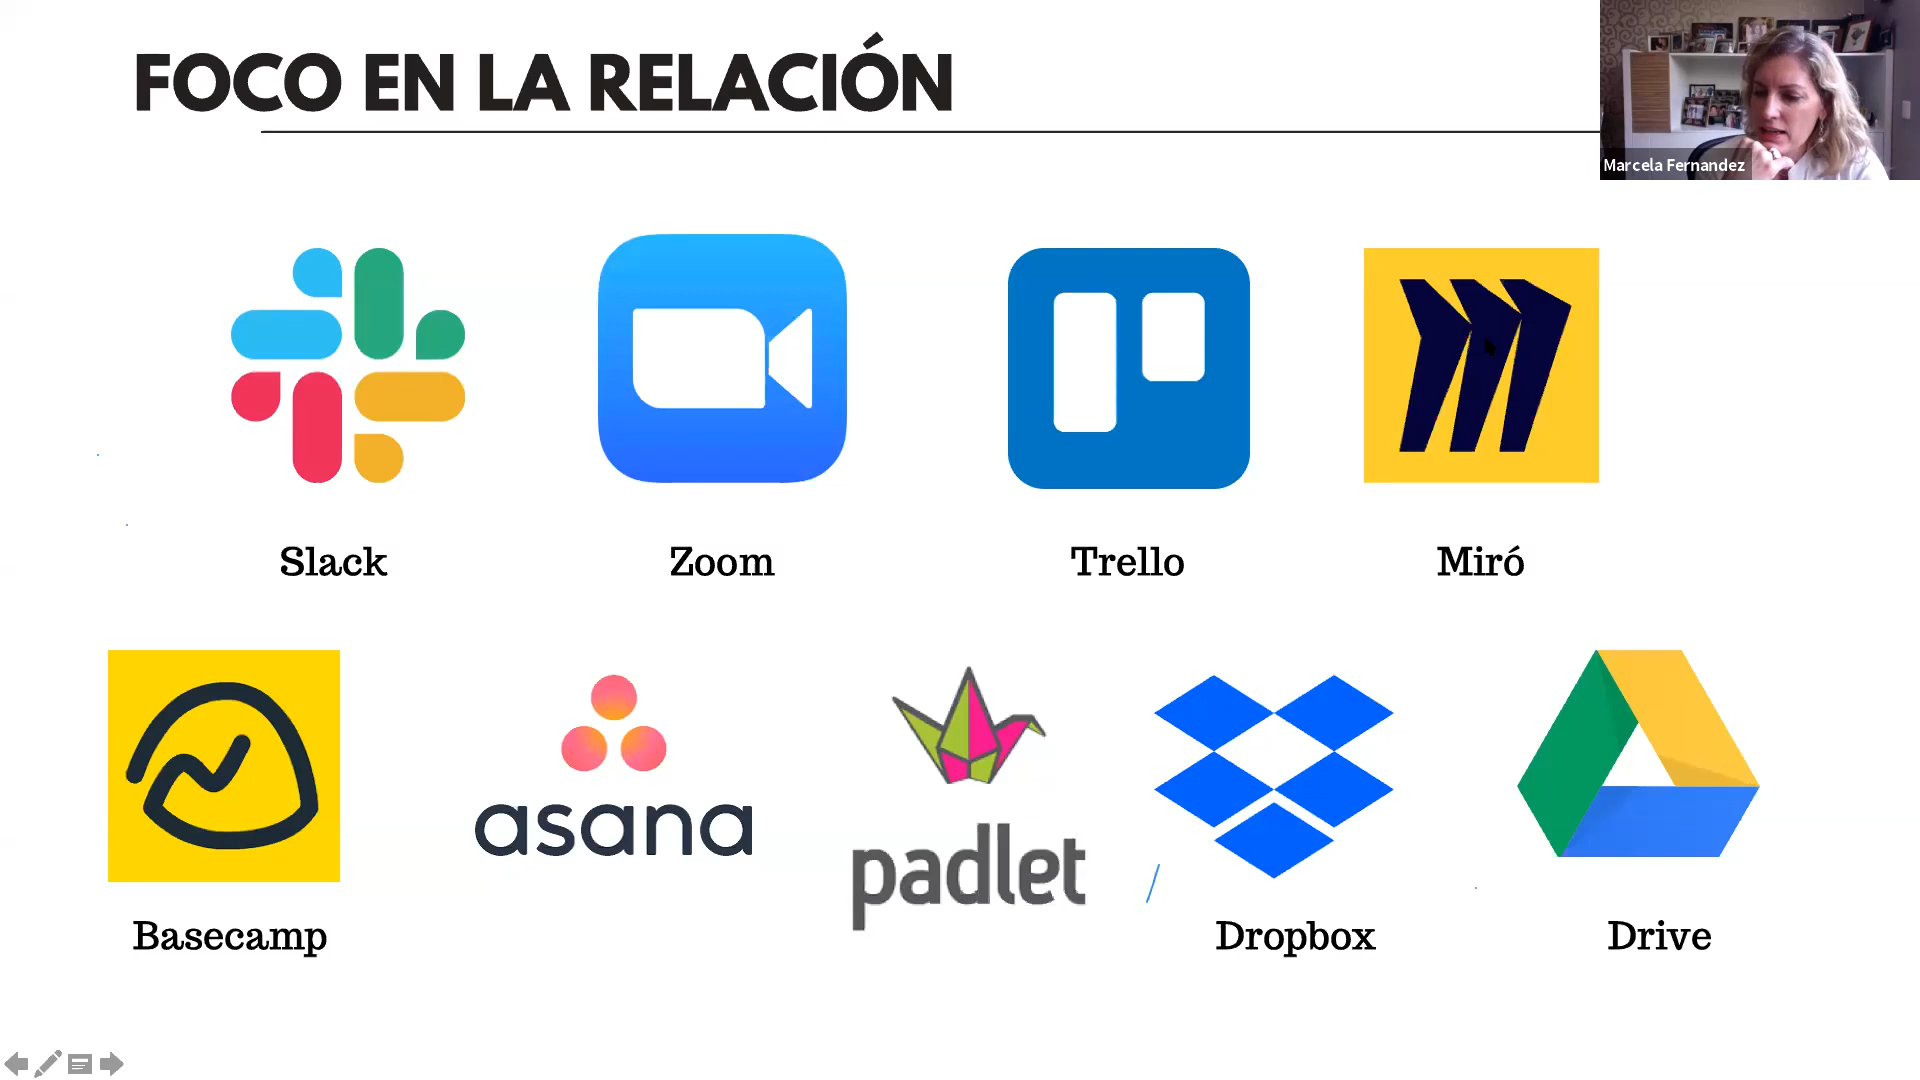 FOCO EN LA RELACIÓN
Marcela Fernandez
Slack
Zoom
Trello
Miró
asana
padlet
Basecamp
Dropbox
Drive